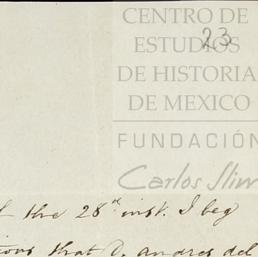 CENTRO DE
ESTUDIOS
DE HISTORIA
DE MEXICO
FUNDACIÓN
Carlos Slim
23
the 28th inst. I beg
that D. andres del